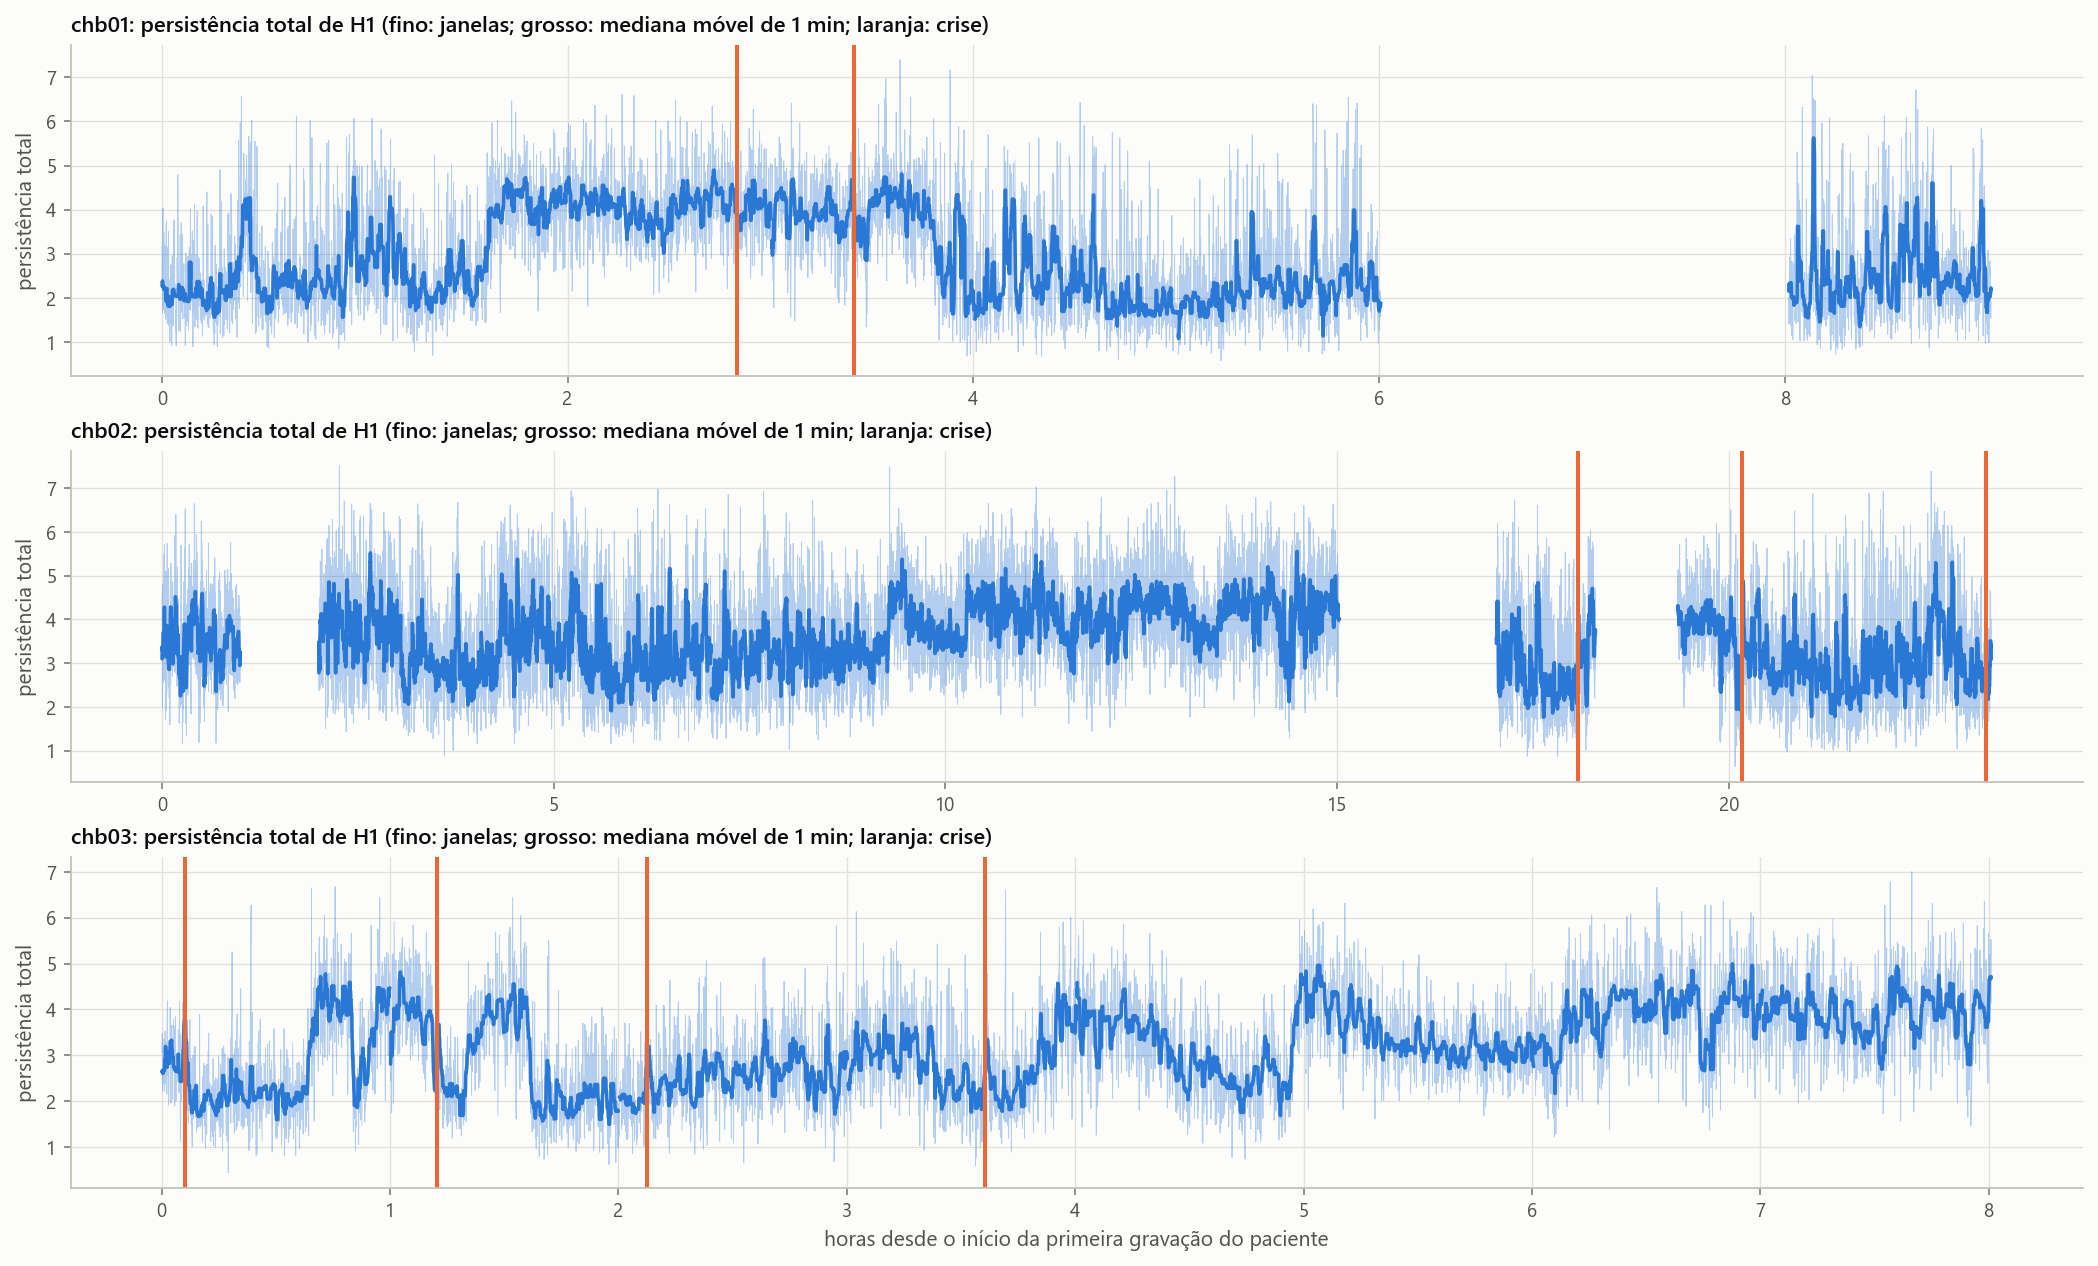 chb01: persistência total de H1 (fino: janelas; grosso: mediana móvel de 1 min; laranja: crise)
persistência total
7
6
5
4
3
2
1
0 2 4 6 8
chb02: persistência total de H1 (fino: janelas; grosso: mediana móvel de 1 min; laranja: crise)
persistência total
7
6
5
4
3
2
1
0 5 10 15 20
chb03: persistência total de H1 (fino: janelas; grosso: mediana móvel de 1 min; laranja: crise)
persistência total
7
6
5
4
3
2
1
0 1 2 3 4 5 6 7 8
horas desde o início da primeira gravação do paciente